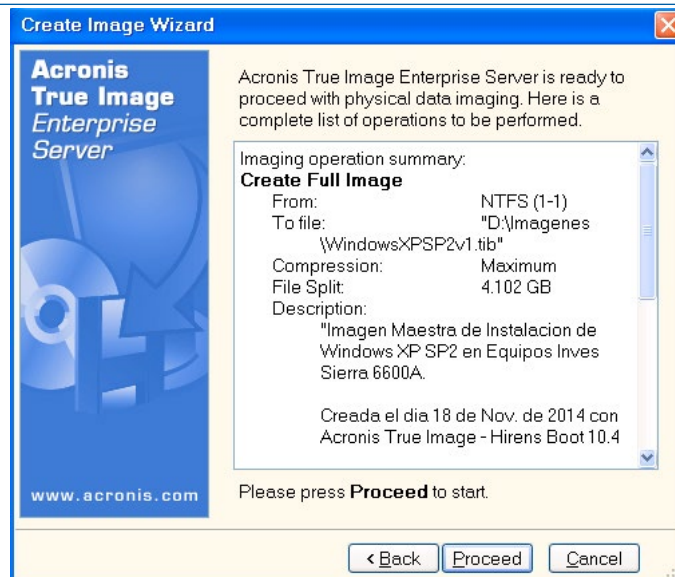 Create Image Wizard
Acronis
True Image
Enterprise
Server
Acronis True Image Enterprise Server is ready to
proceed with physical data imaging. Here is a
complete list of operations to be performed.
Imaging operation summary:
Create Full Image
From: NTFS (1-1)
To file: "D:\Imagenes
\WindowsXPSP2v1.tib"
Compression: Maximum
File Split: 4.102 GB
Description:
"Imagen Maestra de Instalacion de
Windows XP SP2 en Equipos Inves
Sierra 6600A.
Creada el dia 18 de Nov. de 2014 con
Acronis True Image - Hirens Boot 10.4
www.acronis.com
Please press Proceed to start.
< Back Proceed Cancel